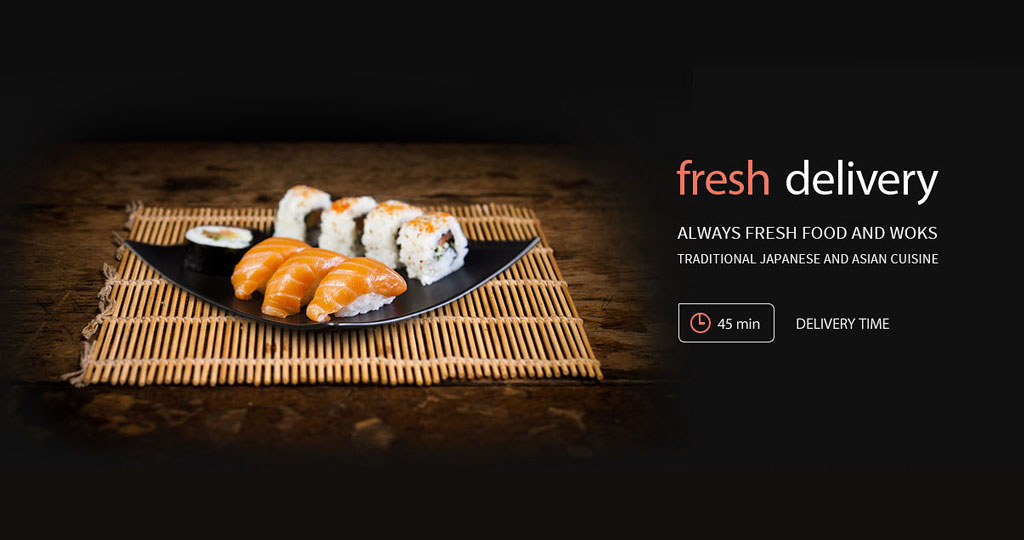 fresh delivery
ALWAYS FRESH FOOD AND WOKS
TRADITIONAL JAPANESE AND ASIAN CUISINE
45 min DELIVERY TIME